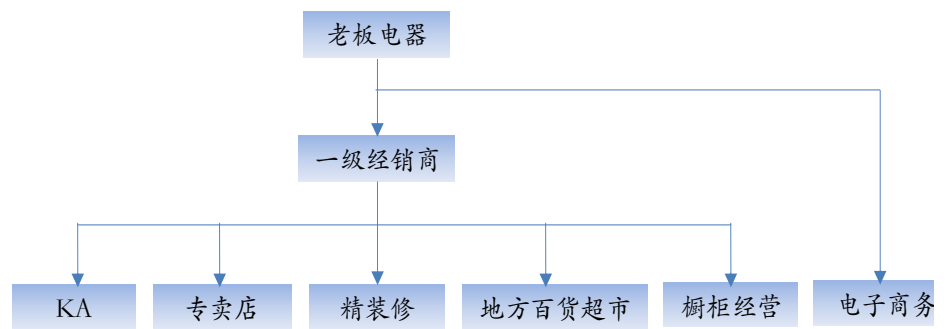 老板电器
一级经销商
KA
专卖店
精装修
地方百货超市
橱柜经营
电子商务